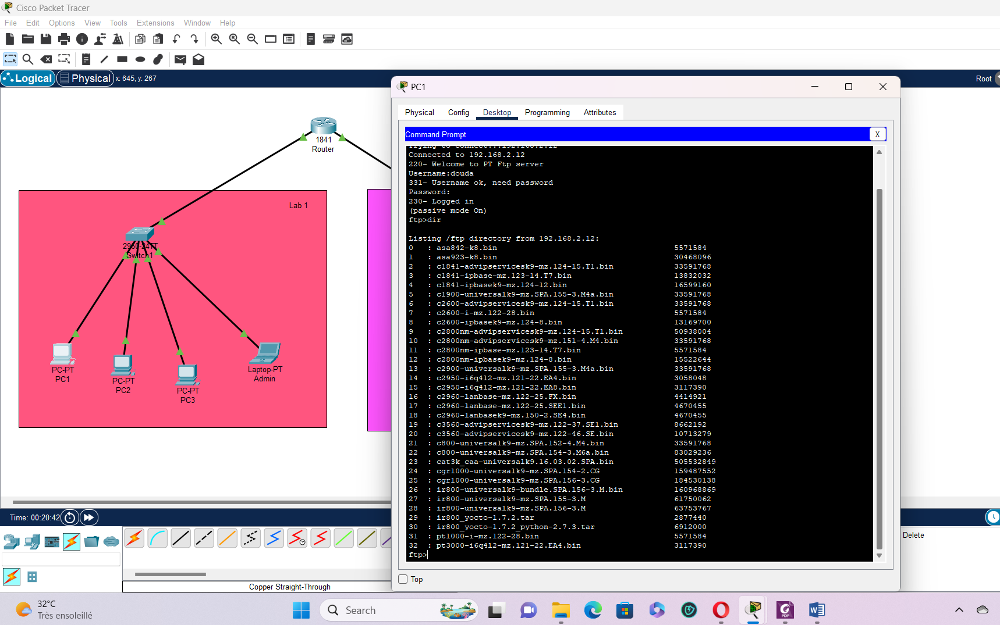 Cisco Packet Tracer
File Edit Options View Tools Extensions Window Help
Logical Physical x: 645, y: 267
Root
1841
Router
Lab 1
2960-24TT
Switch1
PC-PT
PC1
PC-PT
PC2
PC-PT
PC3
Laptop-PT
Admin
PC1
Physical Config Desktop Programming Attributes
Command Prompt
X
Trying to connect...192.168.2.12
Connected to 192.168.2.12
220- Welcome to PT Ftp server
Username:douda
331- Username ok, need password
Password:
230- Logged in
(passive mode On)
ftp>dir
Listing /ftp directory from 192.168.2.12:
0 : asa842-k8.bin 5571584
1 : asa923-k8.bin 30468096
2 : c1841-advipservicesk9-mz.124-15.T1.bin 33591768
3 : c1841-ipbase-mz.123-14.T7.bin 13832032
4 : c1841-ipbasek9-mz.124-12.bin 16599160
5 : c1900-universalk9-mz.SPA.155-3.M4a.bin 33591768
6 : c2600-advipservicesk9-mz.124-15.T1.bin 33591768
7 : c2600-i-mz.122-28.bin 5571584
8 : c2600-ipbasek9-mz.124-8.bin 13169700
9 : c2800nm-advipservicesk9-mz.124-15.T1.bin 50938004
10 : c2800nm-advipservicesk9-mz.151-4.M4.bin 33591768
11 : c2800nm-ipbase-mz.123-14.T7.bin 5571584
12 : c2800nm-ipbasek9-mz.124-8.bin 15522644
13 : c2900-universalk9-mz.SPA.155-3.M4a.bin 33591768
14 : c2950-i6q4l2-mz.121-22.EA4.bin 3058048
15 : c2950-i6q4l2-mz.121-22.EA8.bin 3117390
16 : c2960-lanbase-mz.122-25.FX.bin 4414921
17 : c2960-lanbase-mz.122-25.SEE1.bin 4670455
18 : c2960-lanbasek9-mz.150-2.SE4.bin 4670455
19 : c3560-advipservicesk9-mz.122-37.SE1.bin 8662192
20 : c3560-advipservicesk9-mz.122-46.SE.bin 10713279
21 : c800-universalk9-mz.SPA.152-4.M4.bin 33591768
22 : c800-universalk9-mz.SPA.154-3.M6a.bin 83029236
23 : cat3k_caa-universalk9.16.03.02.SPA.bin 505532849
24 : cgr1000-universalk9-mz.SPA.154-2.CG 159487552
25 : cgr1000-universalk9-mz.SPA.156-3.CG 184530138
26 : ir800-universalk9-bundle.SPA.156-3.M.bin 160968869
27 : ir800-universalk9-mz.SPA.155-3.M 61750062
28 : ir800-universalk9-mz.SPA.156-3.M 63753767
29 : ir800_yocto-1.7.2.tar 2877440
30 : ir800_yocto-1.7.2_python-2.7.3.tar 6912000
31 : pt1000-i-mz.122-28.bin 5571584
32 : pt3000-i6q4l2-mz.121-22.EA4.bin 3117390
ftp>
Top
Time: 00:20:42
Delete
Copper Straight-Through
32°C
Très ensoleillé
Search
PDF